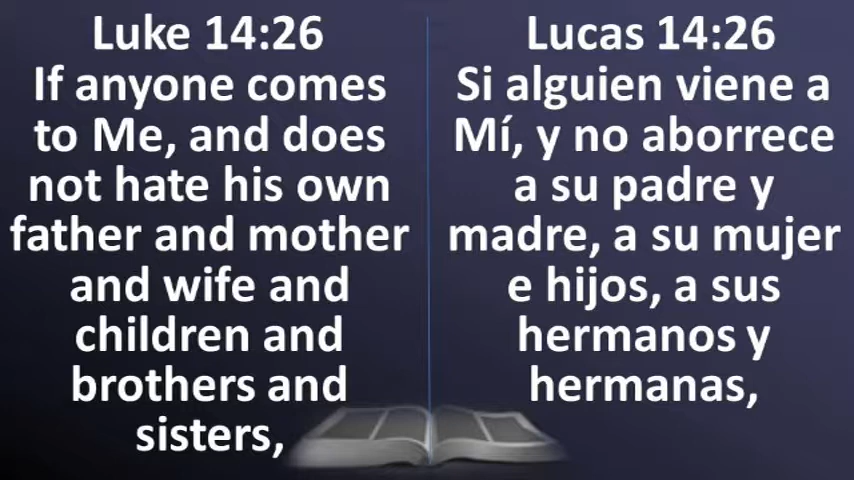 Luke 14:26
If anyone comes
to Me, and does
not hate his own
father and mother
and wife and
children and
brothers and
sisters,
Lucas 14:26
Si alguien viene a
Mí, y no aborrece
a su padre y
madre, a su mujer
e hijos, a sus
hermanos y
hermanas,